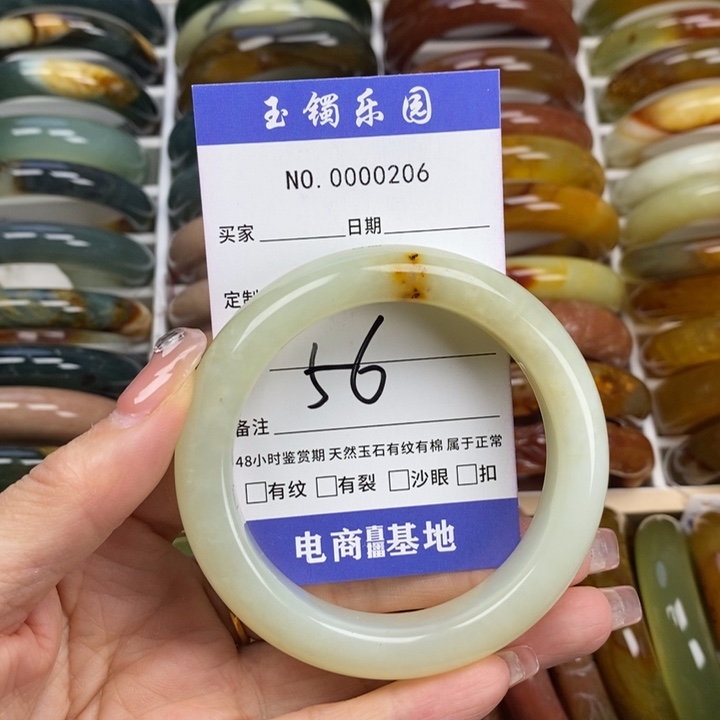 玉镯乐园
NO. 0000206
买家 日期
定制
56
备注
48小时鉴赏期 天然玉石有纹有棉 属于正常
□有纹 □有裂 □沙眼 □扣
电商直播基地